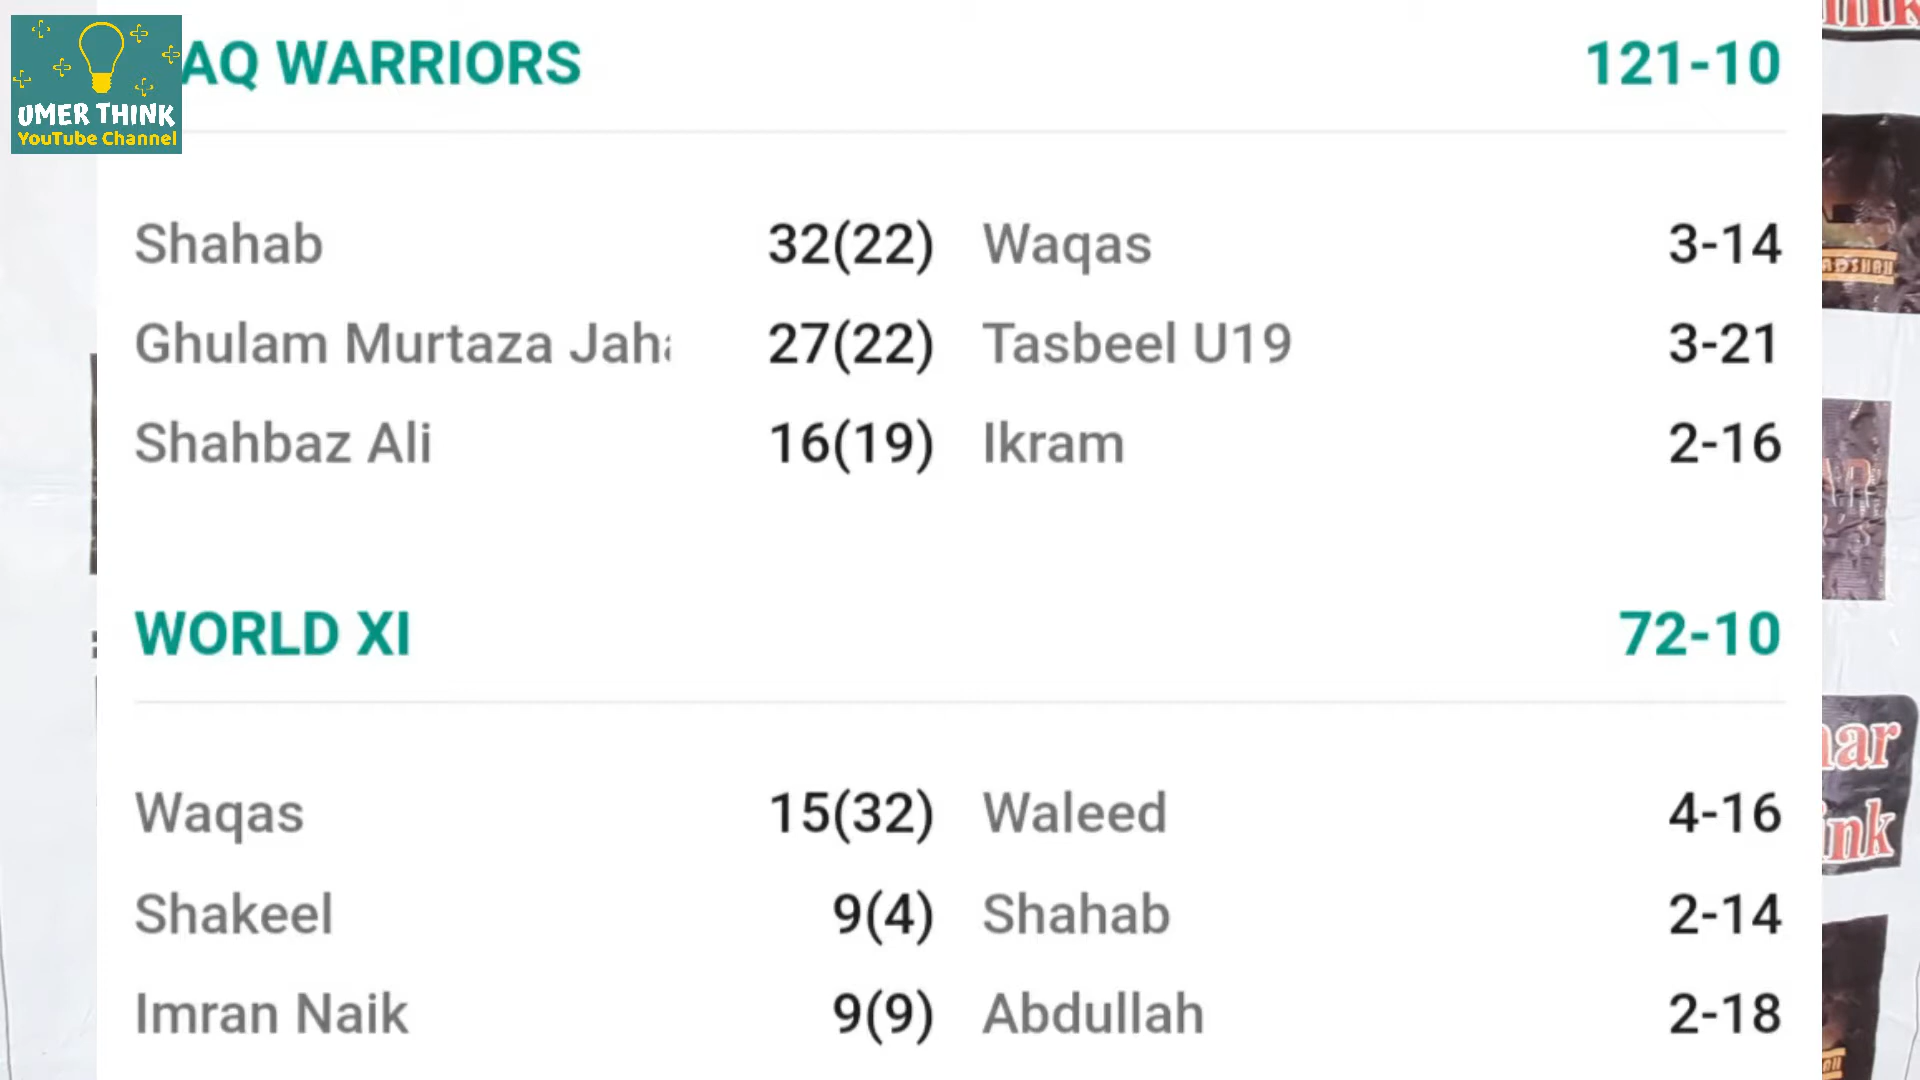 UMER THINK
YouTube Channel
AQ WARRIORS 121-10
Shahab 32(22) Waqas 3-14
Ghulam Murtaza Jah 27(22) Tasbeel U19 3-21
Shahbaz Ali 16(19) Ikram 2-16
WORLD XI 72-10
Waqas 15(32) Waleed 4-16
Shakeel 9(4) Shahab 2-14
Imran Naik 9(9) Abdullah 2-18